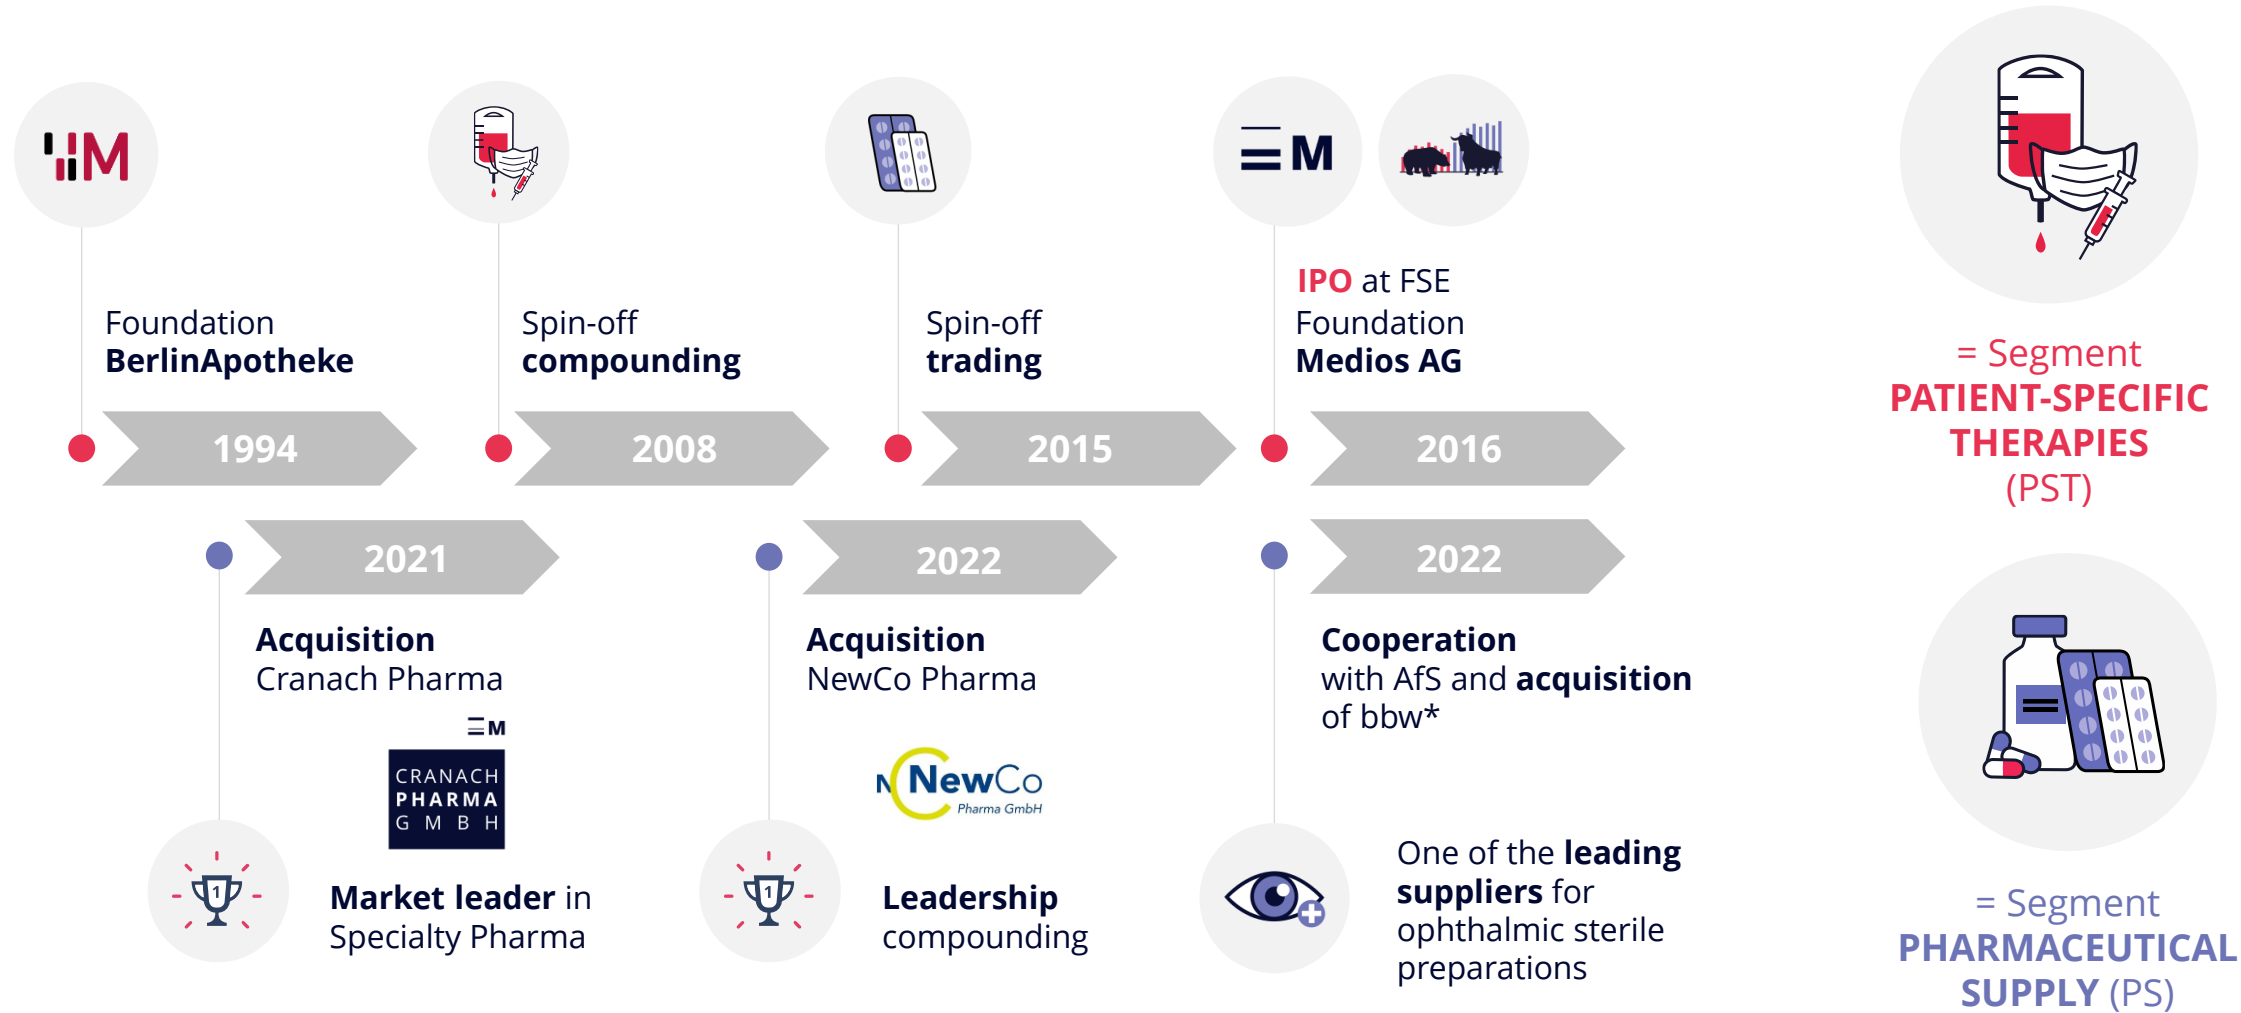 M
M
IPO at FSE
Foundation
BerlinApotheke
Spin-off
compounding
Spin-off
trading
Foundation
Medios AG
1994
2008
2015
2016
2021
2022
2022
Acquisition
Cranach Pharma
M
CRANACH
PHARMA
GMBH
1
Market leader in
Specialty Pharma
Acquisition
NewCo Pharma
N NewCo
Pharma GmbH
1
Leadership
compounding
Cooperation
with AfS and acquisition
of bbw*
One of the leading
suppliers for
ophthalmic sterile
preparations
= Segment
PATIENT-SPECIFIC
THERAPIES
(PST)
= Segment
PHARMACEUTICAL
SUPPLY (PS)